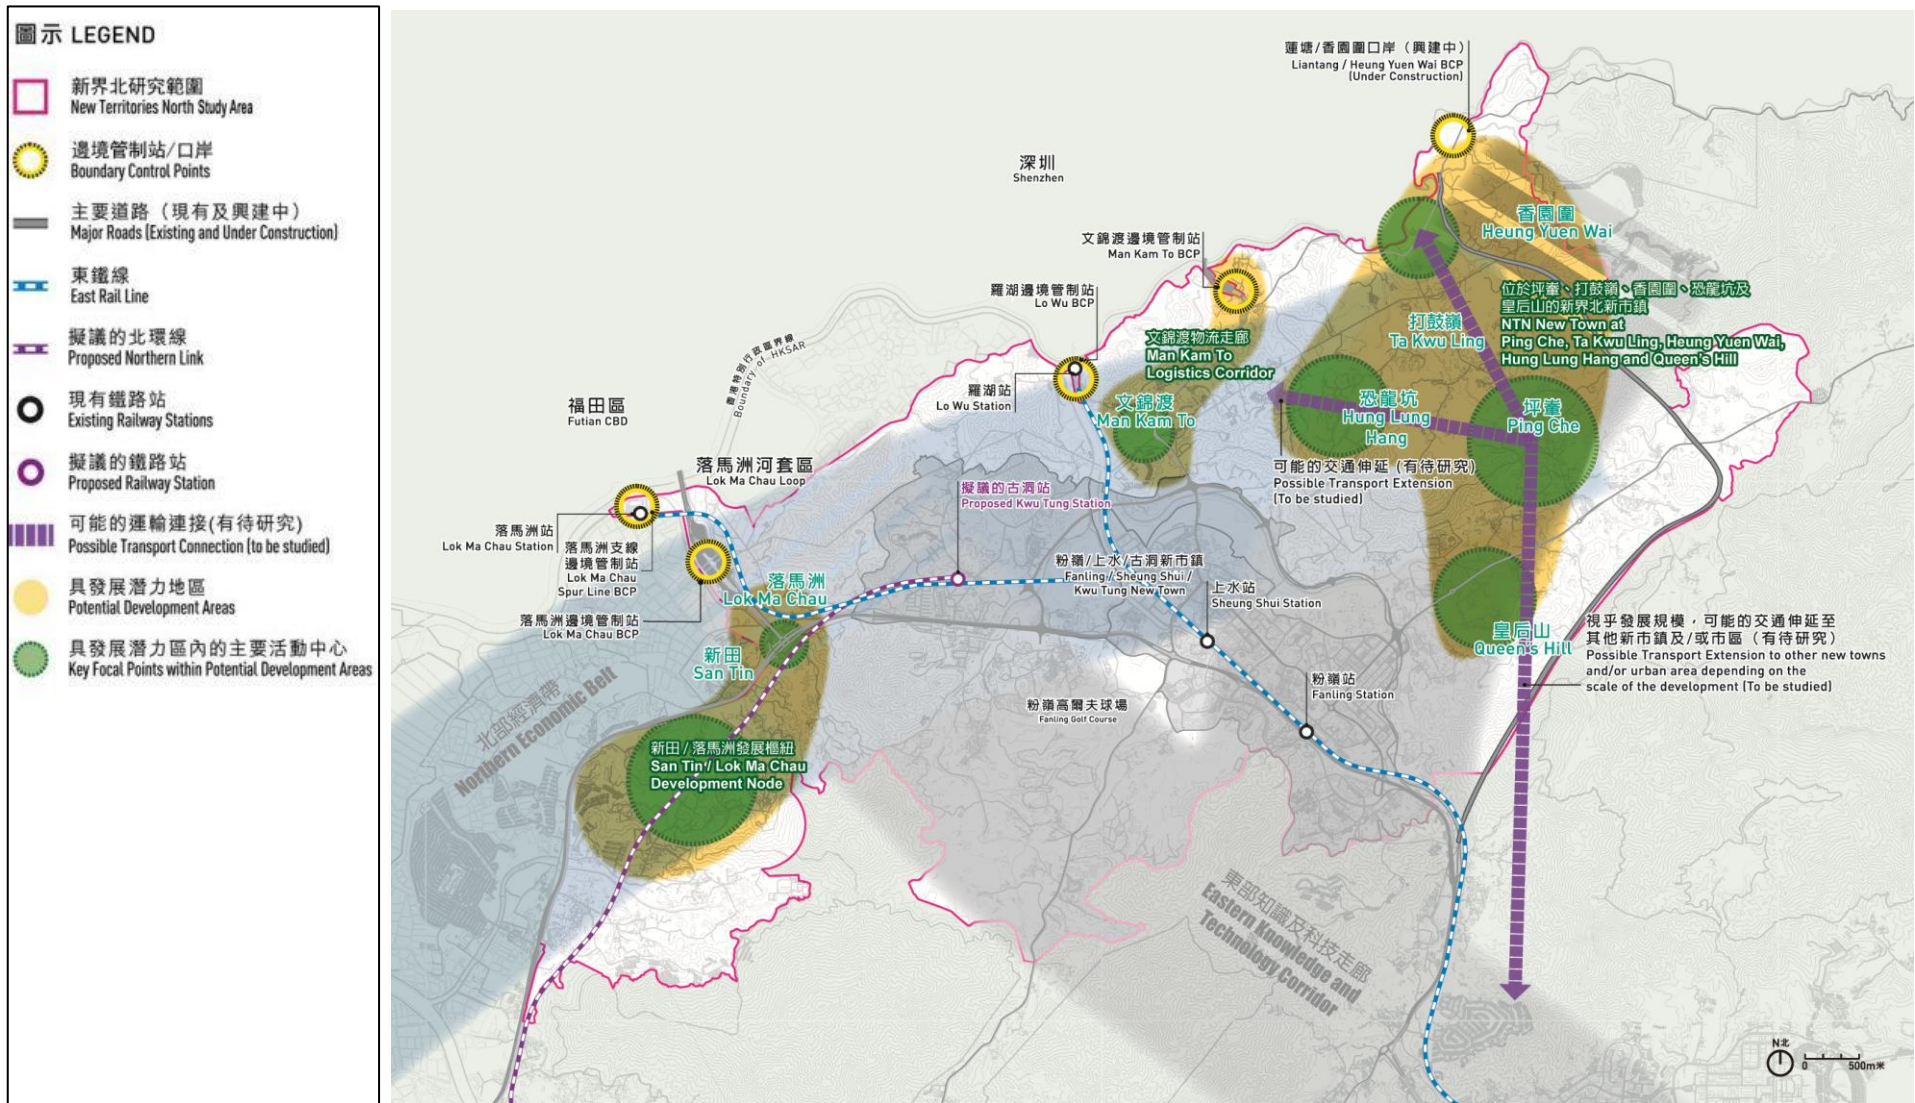 圖示 LEGEND
新界北研究範圍
New Territories North Study Area
邊境管制站/口岸
Boundary Control Points
主要道路（現有及興建中）
Major Roads (Existing and Under Construction)
東鐵線
East Rail Line
擬議的北環線
Proposed Northern Link
現有鐵路站
Existing Railway Stations
擬議的鐵路站
Proposed Railway Station
可能的運輸連接(有待研究)
Possible Transport Connection (to be studied)
具發展潛力地區
Potential Development Areas
具發展潛力區內的主要活動中心
Key Focal Points within Potential Development Areas
蓮塘/香園圍口岸（興建中）
Liantang / Heung Yuen Wai BCP
(Under Construction)
深圳
Shenzhen
香園圍
Heung Yuen Wai
文錦渡邊境管制站
Man Kam To BCP
羅湖邊境管制站
Lo Wu BCP
位於坪輋、打鼓嶺、香園圍、恐龍坑及
皇后山的新界北新市鎮
NTN New Town at
Ping Che, Ta Kwu Ling, Heung Yuen Wai,
Hung Lung Hang and Queen's Hill
打鼓嶺
Ta Kwu Ling
文錦渡物流走廊
Man Kam To
Logistics Corridor
香港特別行政區界線
Boundary of HKSAR
羅湖站
Lo Wu Station
福田區
Futian CBD
文錦渡
Man Kam To
恐龍坑
Hung Lung
Hang
坪輋
Ping Che
落馬洲河套區
Lok Ma Chau Loop
可能的交通伸延 (有待研究)
Possible Transport Extension
(To be studied)
擬議的古洞站
Proposed Kwu Tung Station
落馬洲站
Lok Ma Chau Station
落馬洲支線
邊境管制站
Lok Ma Chau
Spur Line BCP
落馬洲邊境管制站
Lok Ma Chau BCP
落馬洲
Lok Ma Chau
粉嶺/上水/古洞新市鎮
Fanling / Sheung Shui /
Kwu Tung New Town
上水站
Sheung Shui Station
新田
San Tin
皇后山
Queen's Hill
視乎發展規模，可能的交通伸延至
其他新市鎮及/或市區（有待研究）
Possible Transport Extension to other new towns
and/or urban area depending on the
scale of the development (To be studied)
粉嶺站
Fanling Station
粉嶺高爾夫球場
Fanling Golf Course
北部經濟帶
Northern Economic Belt
新田 / 落馬洲發展樞紐
San Tin / Lok Ma Chau
Development Node
東部知識及科技走廊
Eastern Knowledge and
Technology Corridor
N北
0 500m米